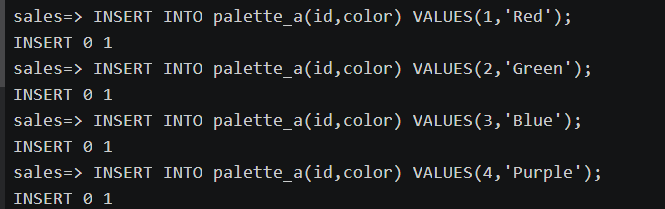 sales=> INSERT INTO palette_a(id,color) VALUES(1,'Red');
INSERT 0 1
sales=> INSERT INTO palette_a(id,color) VALUES(2,'Green');
INSERT 0 1
sales=> INSERT INTO palette_a(id,color) VALUES(3,'Blue');
INSERT 0 1
sales=> INSERT INTO palette_a(id,color) VALUES(4,'Purple');
INSERT 0 1